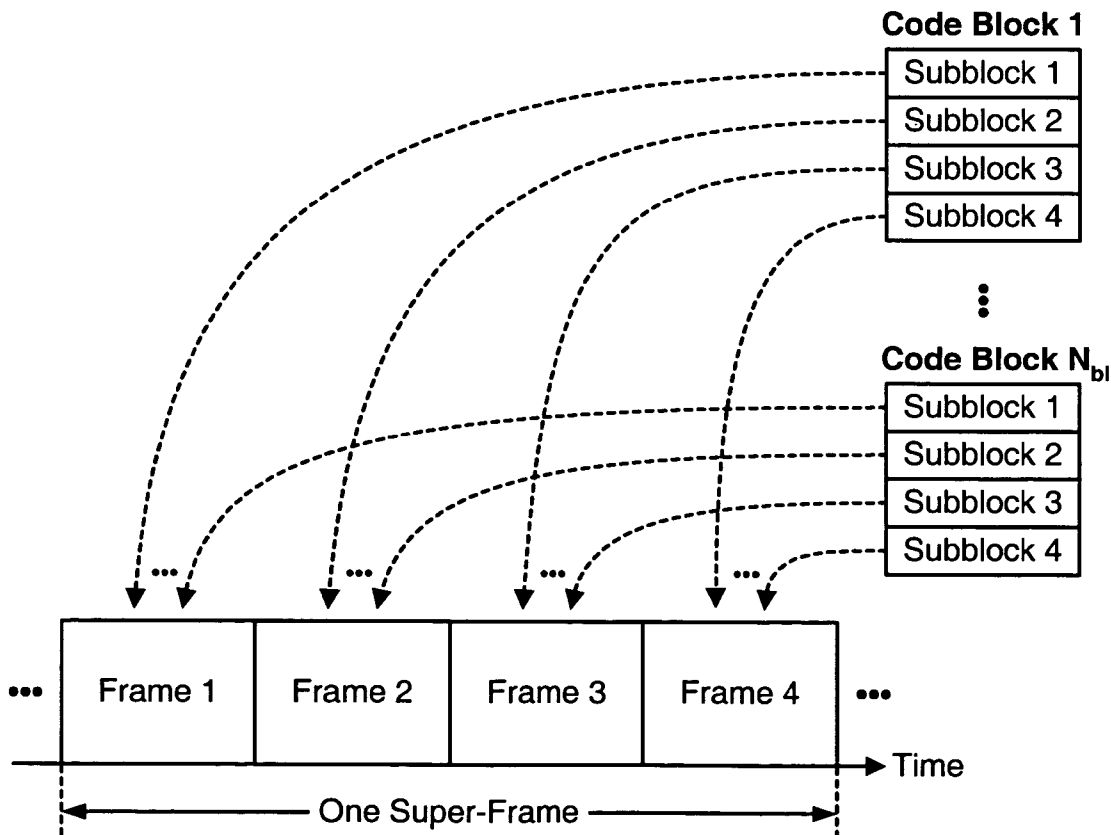 Code Block 1
Subblock 1
Subblock 2
Subblock 3
Subblock 4
Code Block N_bl
Subblock 1
Subblock 2
Subblock 3
Subblock 4
Frame 1
Frame 2
Frame 3
Frame 4
Time
One Super-Frame